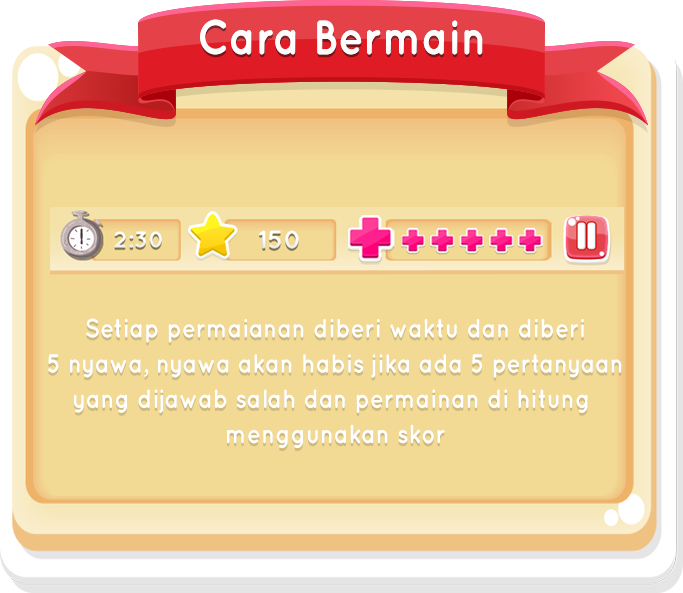 Cara Bermain
2:30 150
Setiap permaianan diberi waktu dan diberi
5 nyawa, nyawa akan habis jika ada 5 pertanyaan
yang dijawab salah dan permainan di hitung
menggunakan skor